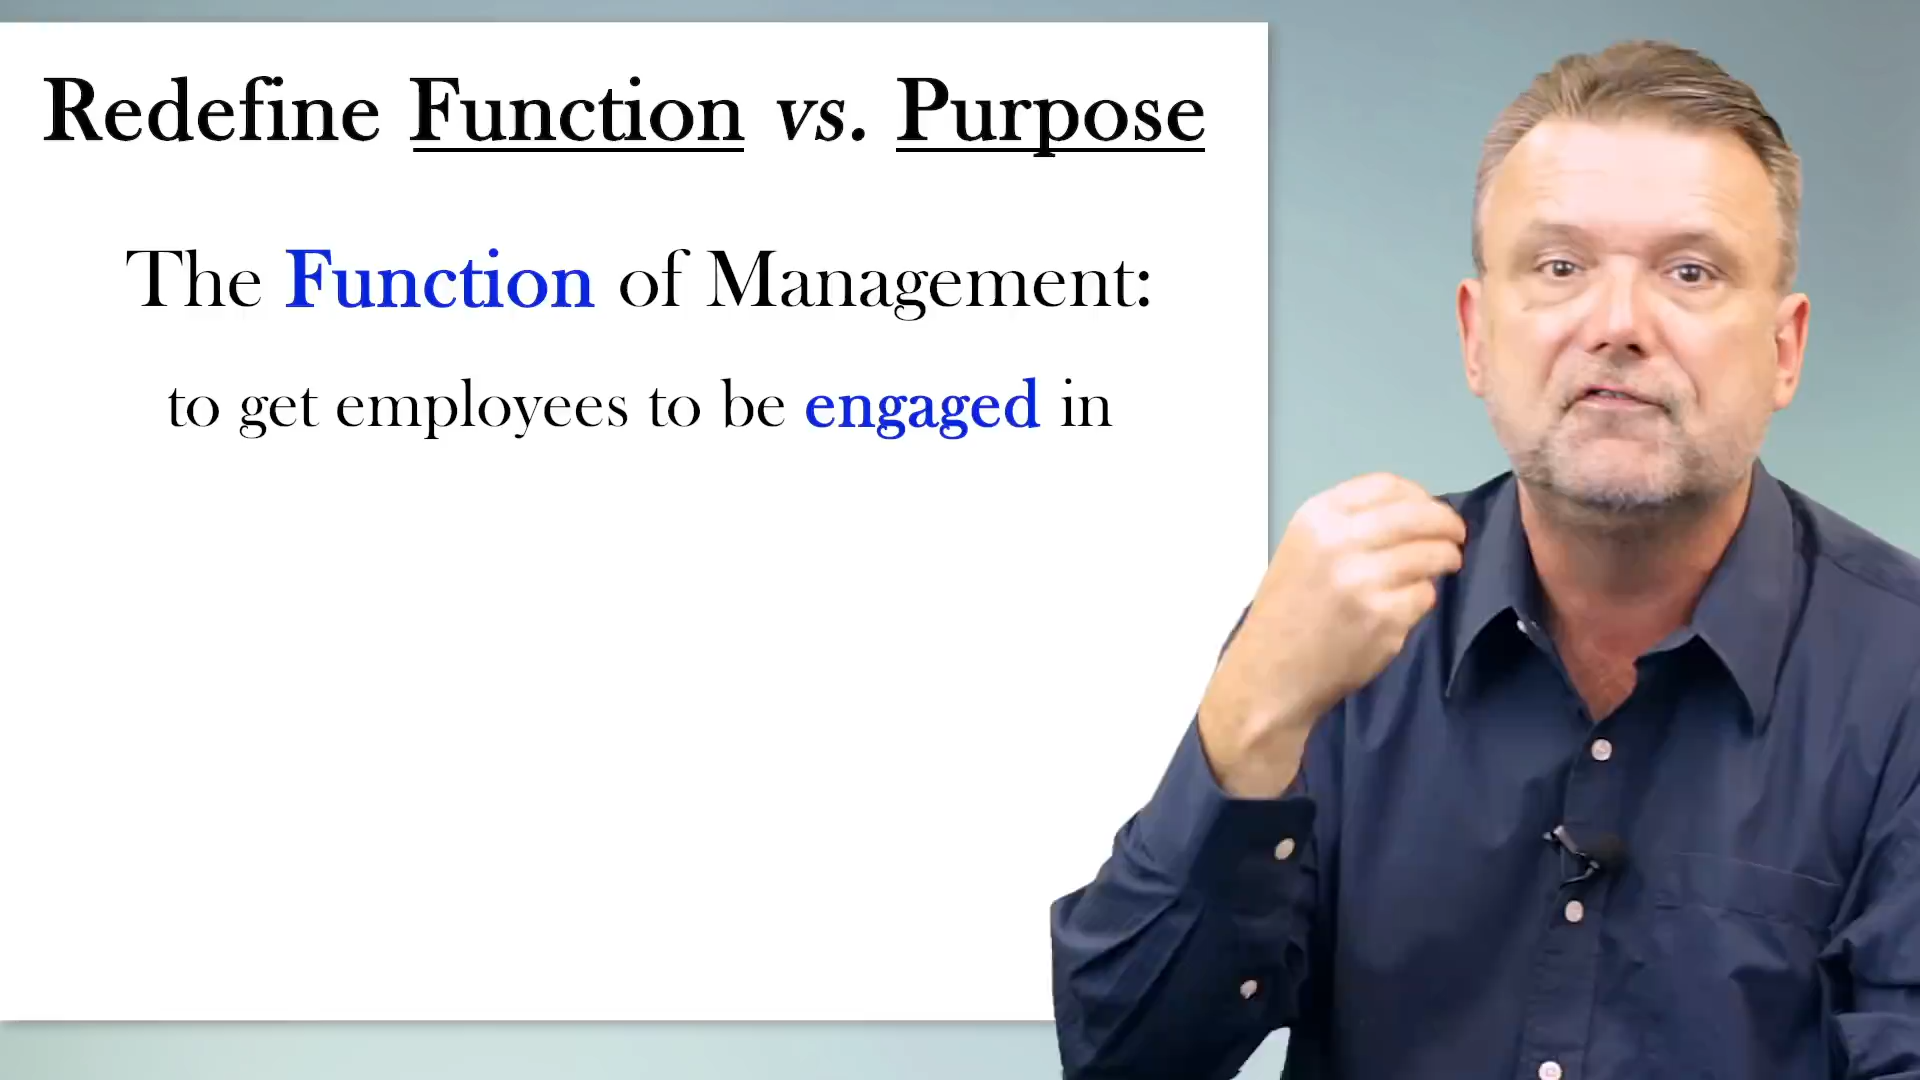 Redefine Function vs. Purpose
The Function of Management:
to get employees to be engaged in